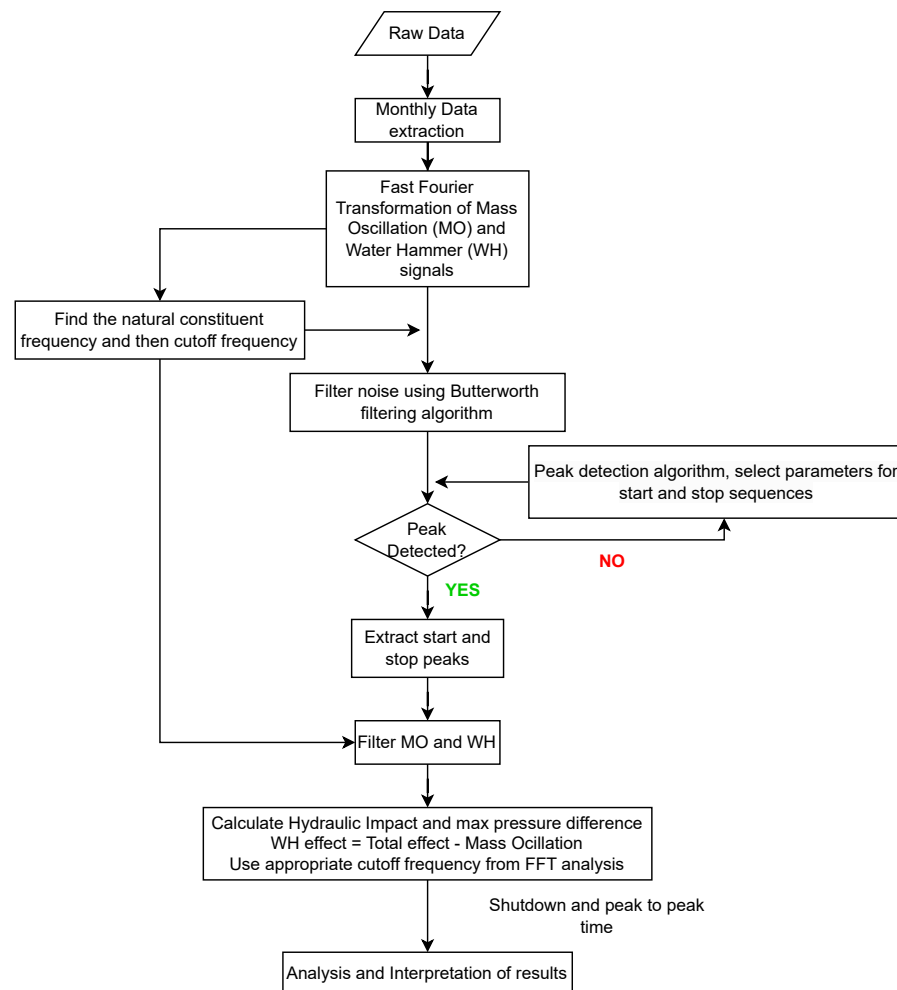 Raw Data
Monthly Data
extraction
Fast Fourier
Transformation of Mass
Oscillation (MO) and
Water Hammer (WH)
signals
Find the natural constituent
frequency and then cutoff frequency
Filter noise using Butterworth
filtering algorithm
Peak detection algorithm, select parameters for
start and stop sequences
Peak
Detected?
NO
YES
Extract start and
stop peaks
Filter MO and WH
Calculate Hydraulic Impact and max pressure difference
WH effect = Total effect - Mass Ocillation
Use appropriate cutoff frequency from FFT analysis
Shutdown and peak to peak
time
Analysis and Interpretation of results